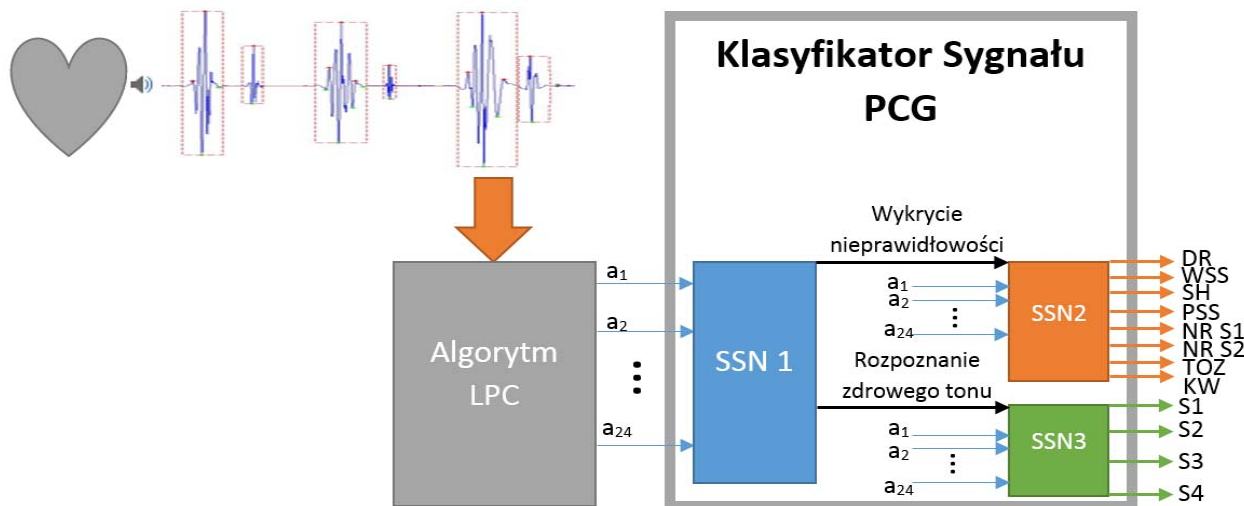 Klasyfikator Sygnału
PCG
Algorytm
LPC
a1
a2
⋮
a24
SSN 1
Wykrycie
nieprawidłowości
a1
a2
⋮
a24
SSN2
DR
WSS
SH
PSS
NR S1
NR S2
TOZ
KW
Rozpoznanie
zdrowego tonu
a1
a2
⋮
a24
SSN3
S1
S2
S3
S4